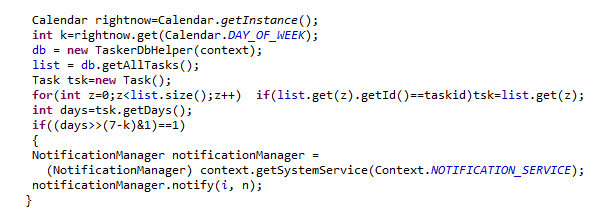 Calendar rightnow=Calendar.getInstance();
int k=rightnow.get(Calendar.DAY_OF_WEEK);
db = new TaskerDbHelper(context);
list = db.getAllTasks();
Task tsk=new Task();
for(int z=0;z<list.size();z++)  if(list.get(z).getId()==taskid)tsk=list.get(z);
int days=tsk.getDays();
if((days>>(7-k)&1)==1)
{
NotificationManager notificationManager =
(NotificationManager) context.getSystemService(Context.NOTIFICATION_SERVICE);
notificationManager.notify(i, n);
}